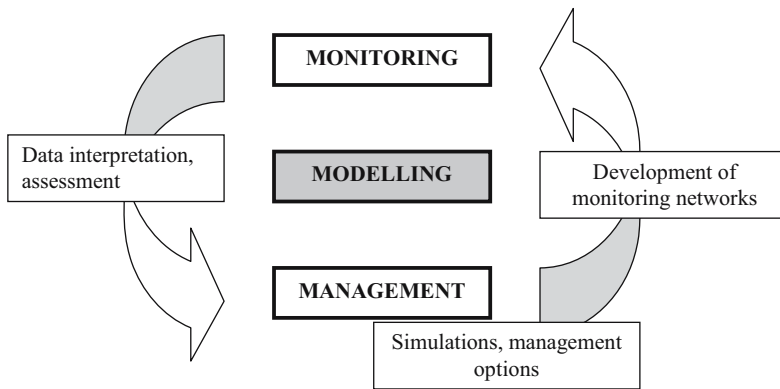 MONITORING
Data interpretation,
assessment
MODELLING
Development of
monitoring networks
MANAGEMENT
Simulations, management
options